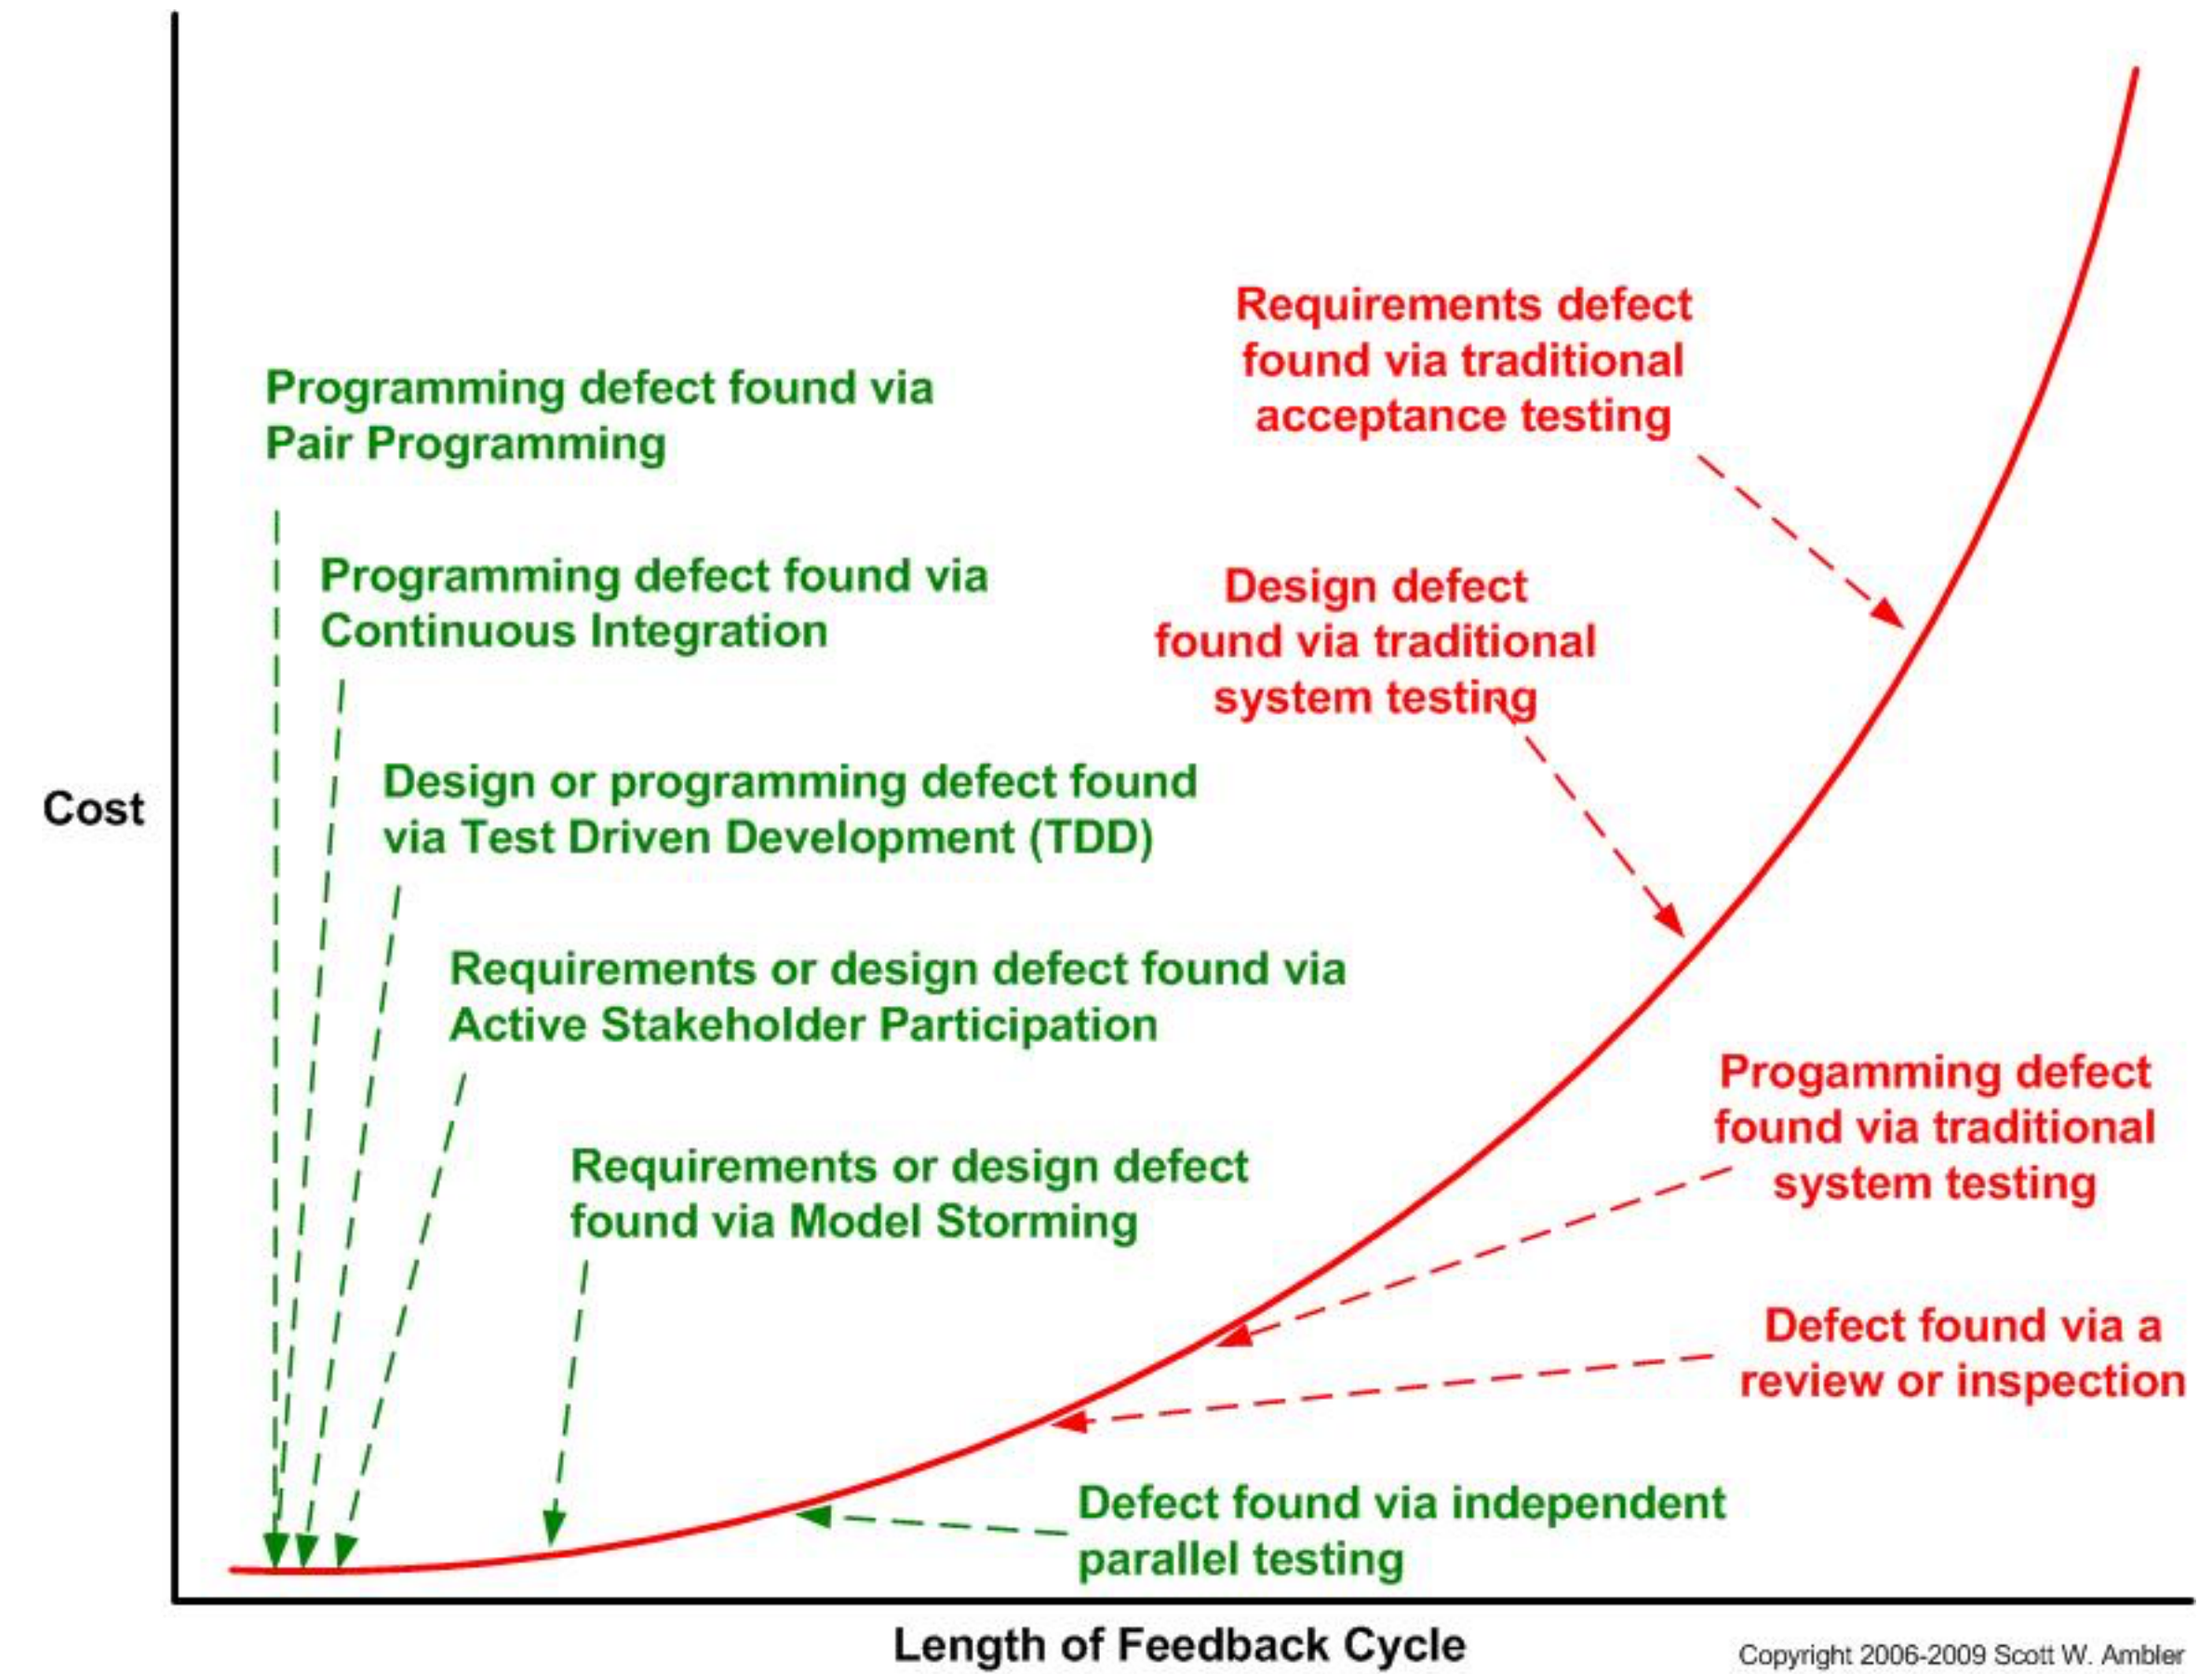 Requirements defect
found via traditional
acceptance testing
Programming defect found via
Pair Programming
Programming defect found via
Continuous Integration
Design defect
found via traditional
system testing
Design or programming defect found
via Test Driven Development (TDD)
Cost
Requirements or design defect found via
Active Stakeholder Participation
Progamming defect
found via traditional
system testing
Requirements or design defect
found via Model Storming
Defect found via a
review or inspection
Defect found via independent
parallel testing
Length of Feedback Cycle
Copyright 2006-2009 Scott W. Ambler